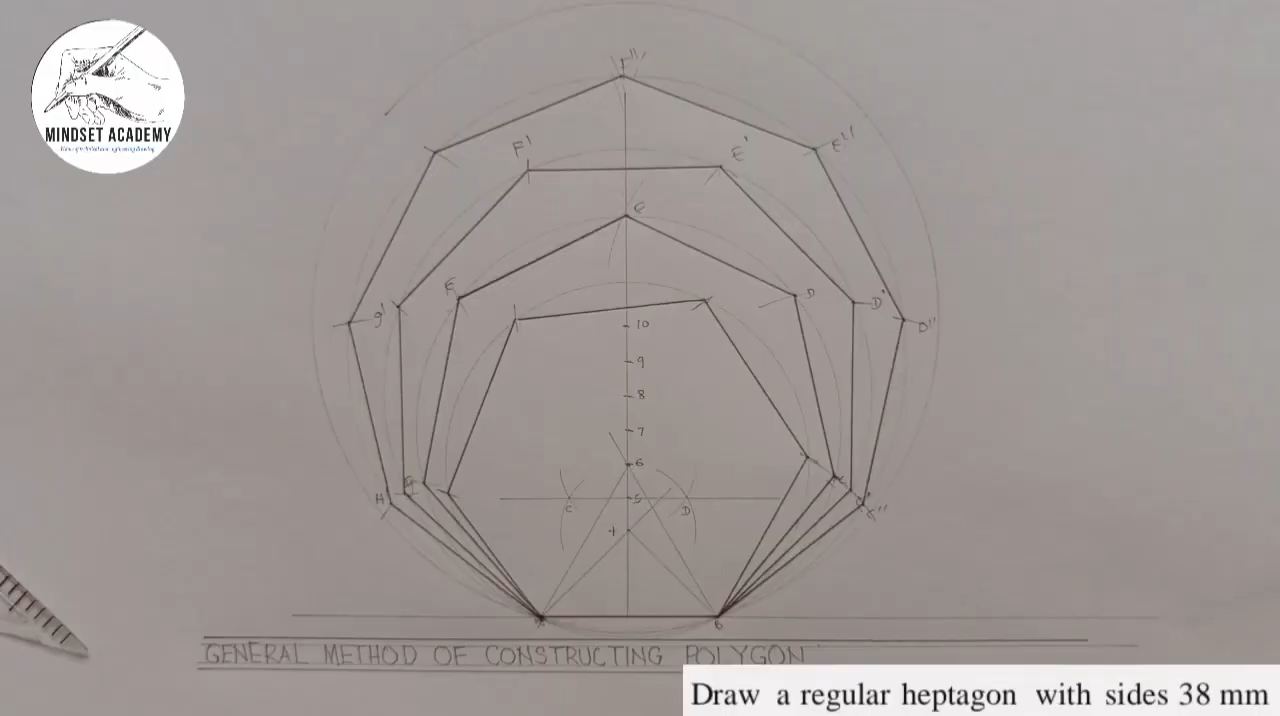 MINDSET ACADEMY
F'''
E''
F'
E'
E
E
D
g'
D'
D''
10
9
8
7
6
5
4
C
D
H
G
C'
C''
A
B
GENERAL METHOD OF CONSTRUCTING POLYGON
Draw a regular heptagon with sides 38 mm